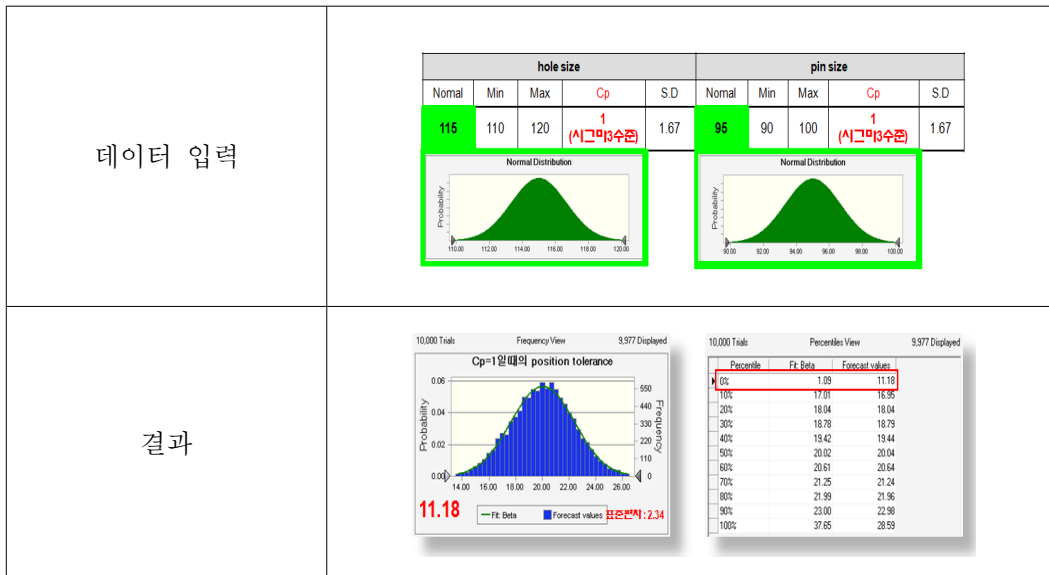 데이터 입력
hole size pin size
Nomal Min Max Cp S.D Nomal Min Max Cp S.D
115 110 120 1 (시그마3수준) 1.67 95 90 100 1 (시그마3수준) 1.67
Normal Distribution
Probability
110.00 112.00 114.00 116.00 118.00 120.00
Normal Distribution
Probability
90.00 92.00 94.00 96.00 98.00 100.00
결과
10,000 Trials Frequency View 9,977 Displayed
Cp=1일때의 position tolerance
Probability
0.06
0.04
0.02
0.00
550
440
330
220
110
0
Frequency
14.00 16.00 18.00 20.00 22.00 24.00 26.00
11.18 Fit: Beta Forecast values 표준편차 : 2.34
10,000 Trials Percentiles View 9,977 Displayed
Percentile Fit: Beta Forecast values
0% 1.09 11.18
10% 17.01 16.95
20% 18.04 18.04
30% 18.78 18.79
40% 19.42 19.44
50% 20.02 20.04
60% 20.61 20.64
70% 21.25 21.24
80% 21.99 21.96
90% 23.00 22.98
100% 37.65 28.59